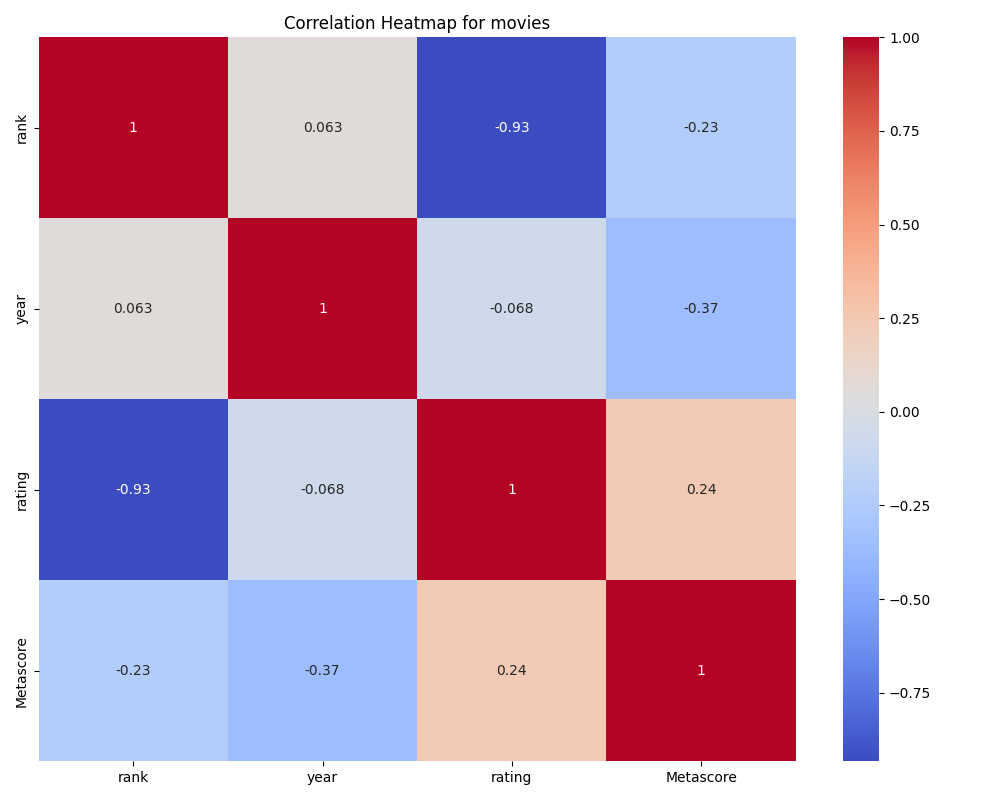 Correlation Heatmap for movies
rank
1
0.063
-0.93
-0.23
year
0.063
1
-0.068
-0.37
rating
-0.93
-0.068
1
0.24
Metascore
-0.23
-0.37
0.24
1
rank
year
rating
Metascore
1.00
0.75
0.50
0.25
0.00
−0.25
−0.50
−0.75